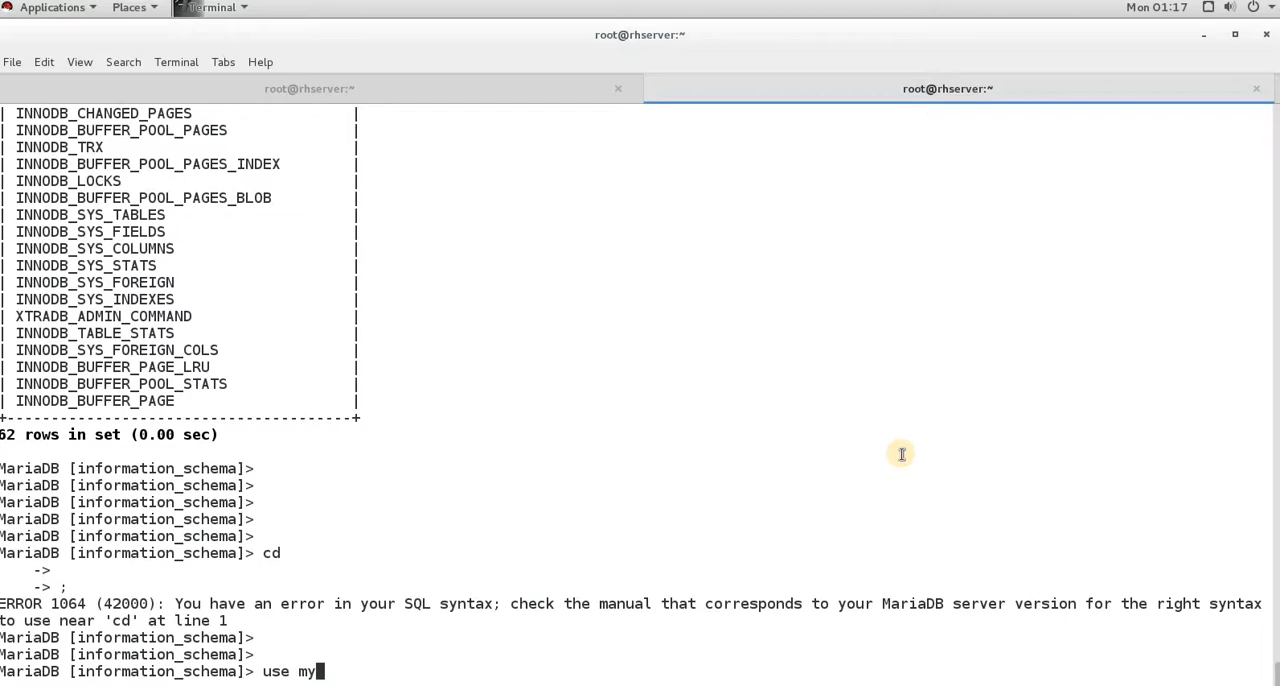 Applications Places Terminal Mon 01:17
root@rhserver:~
File Edit View Search Terminal Tabs Help
root@rhserver:~ × root@rhserver:~ ×
| INNODB_CHANGED_PAGES |
| INNODB_BUFFER_POOL_PAGES |
| INNODB_TRX |
| INNODB_BUFFER_POOL_PAGES_INDEX |
| INNODB_LOCKS |
| INNODB_BUFFER_POOL_PAGES_BLOB |
| INNODB_SYS_TABLES |
| INNODB_SYS_FIELDS |
| INNODB_SYS_COLUMNS |
| INNODB_SYS_STATS |
| INNODB_SYS_FOREIGN |
| INNODB_SYS_INDEXES |
| XTRADB_ADMIN_COMMAND |
| INNODB_TABLE_STATS |
| INNODB_SYS_FOREIGN_COLS |
| INNODB_BUFFER_PAGE_LRU |
| INNODB_BUFFER_POOL_STATS |
| INNODB_BUFFER_PAGE |
+---------------------------------------+
62 rows in set (0.00 sec)
MariaDB [information_schema]>
MariaDB [information_schema]>
MariaDB [information_schema]>
MariaDB [information_schema]>
MariaDB [information_schema]>
MariaDB [information_schema]> cd
->
-> ;
ERROR 1064 (42000): You have an error in your SQL syntax; check the manual that corresponds to your MariaDB server version for the right syntax
to use near 'cd' at line 1
MariaDB [information_schema]>
MariaDB [information_schema]>
MariaDB [information_schema]> use my